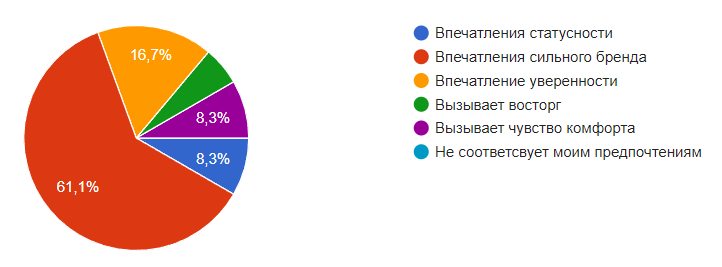 16,7%
8,3%
8,3%
61,1%
Впечатления статусности
Впечатления сильного бренда
Впечатление уверенности
Вызывает восторг
Вызывает чувство комфорта
Не соответсвует моим предпочтениям